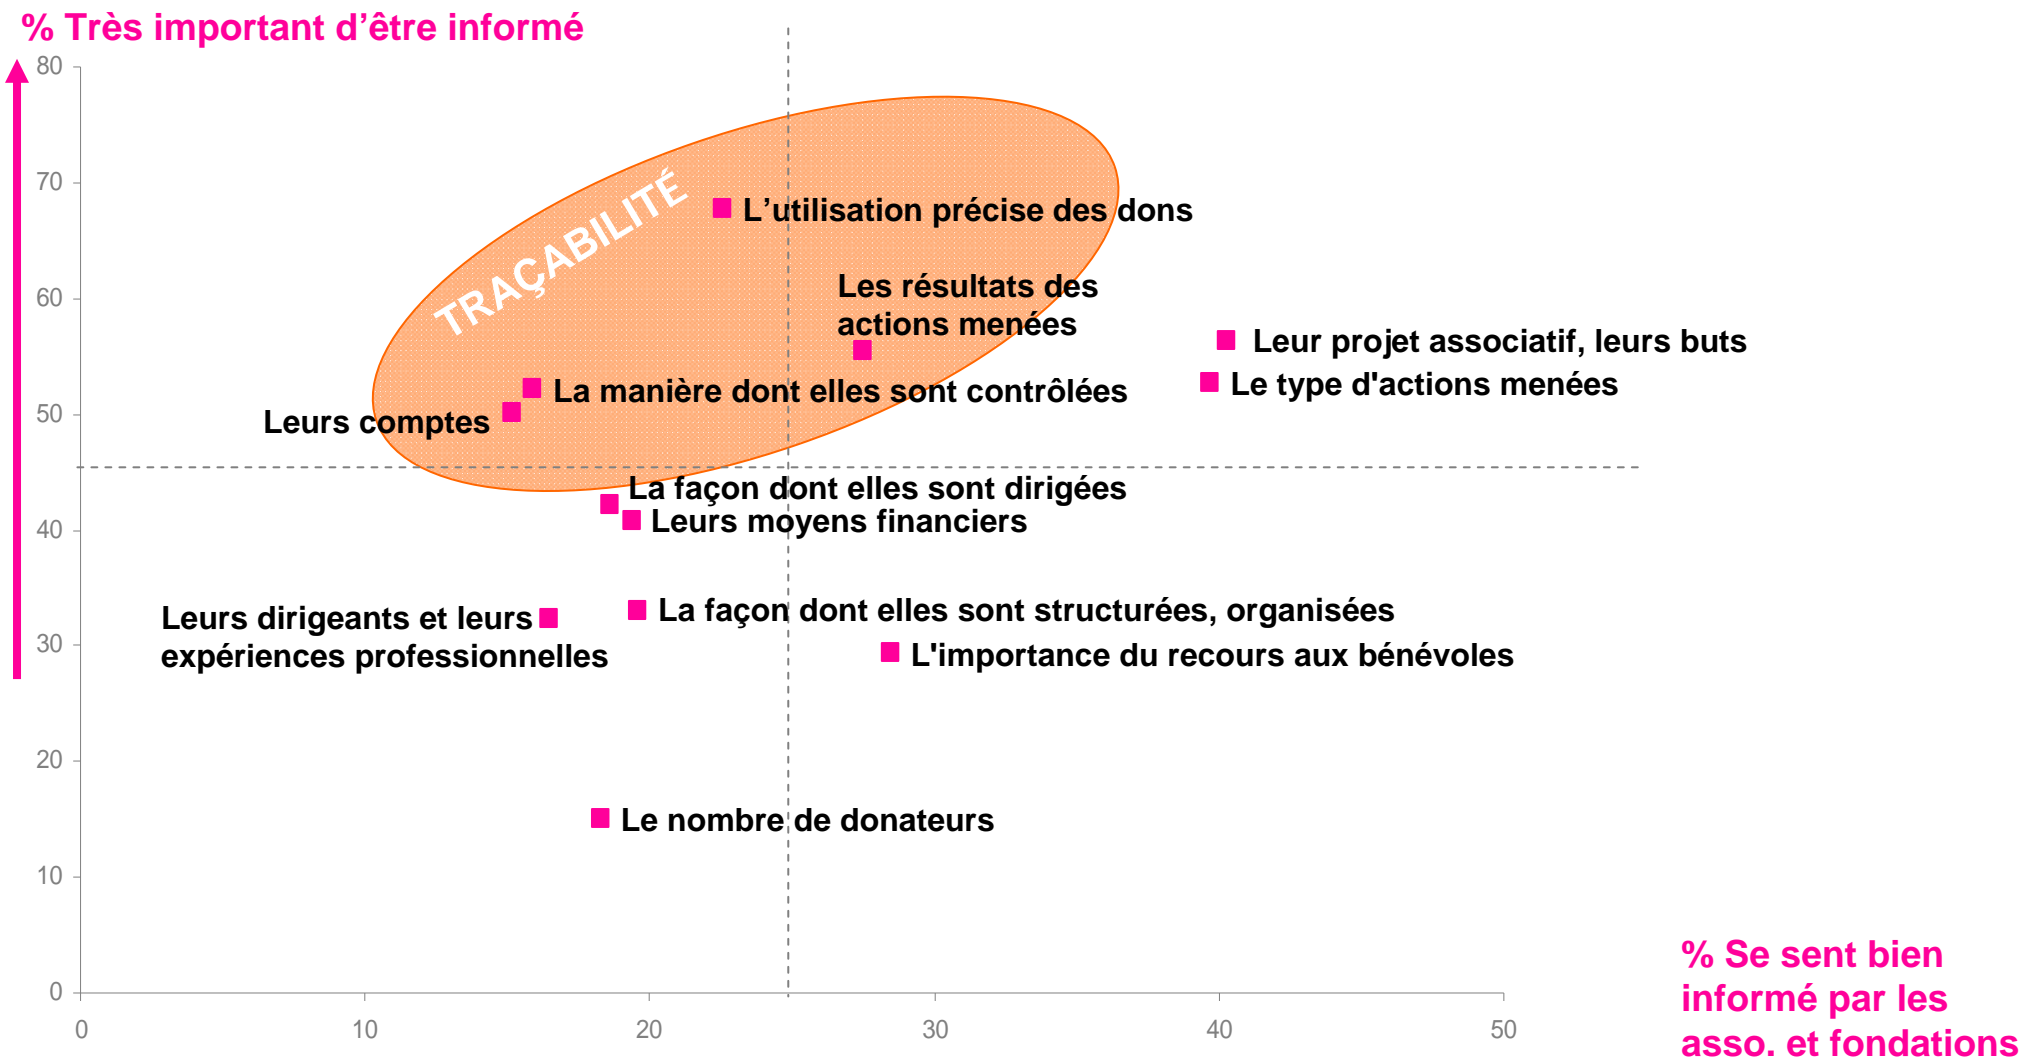 % Très important d’être informé
80
70
60
50
40
30
20
10
0
TRAÇABILITÉ
L’utilisation précise des dons
Les résultats des
actions menées
Leur projet associatif, leurs buts
Le type d'actions menées
La manière dont elles sont contrôlées
Leurs comptes
La façon dont elles sont dirigées
Leurs moyens financiers
Leurs dirigeants et leurs
expériences professionnelles
La façon dont elles sont structurées, organisées
L'importance du recours aux bénévoles
Le nombre de donateurs
0
10
20
30
40
50
% Se sent bien
informé par les
asso. et fondations